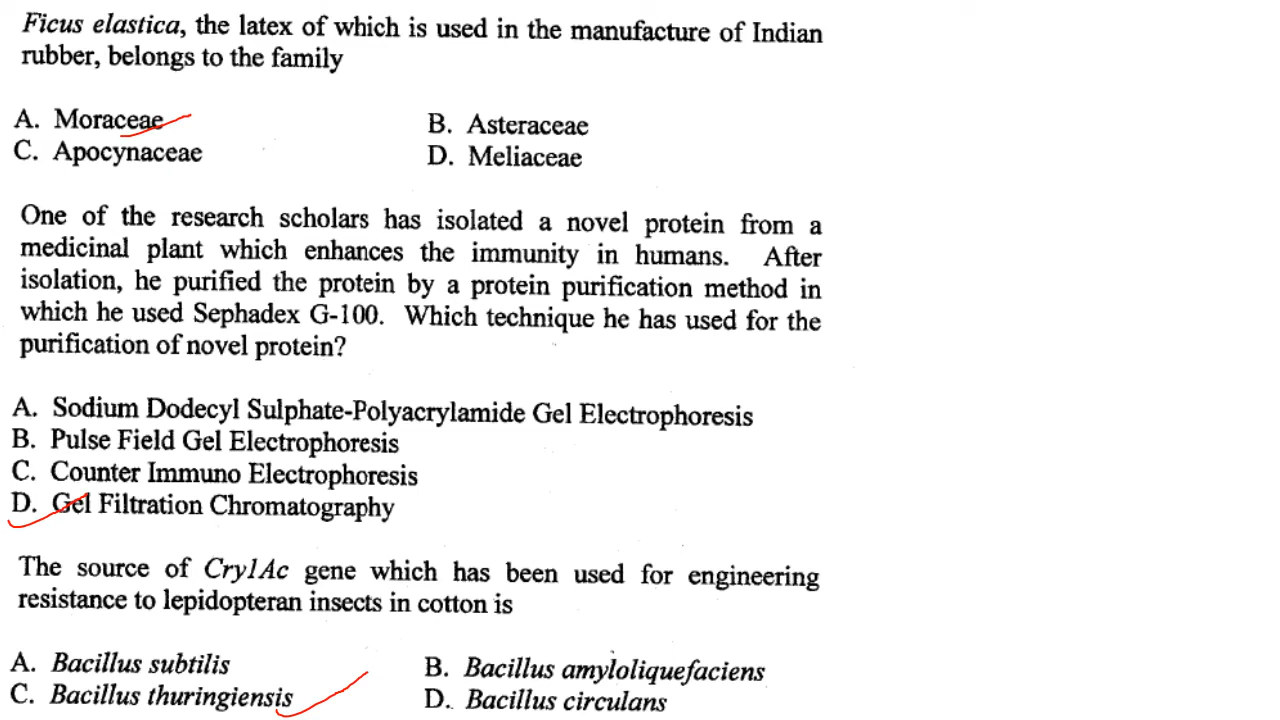 Ficus elastica, the latex of which is used in the manufacture of Indian
rubber, belongs to the family
A. Moraceae
B. Asteraceae
C. Apocynaceae
D. Meliaceae
One of the research scholars has isolated a novel protein from a
medicinal plant which enhances the immunity in humans. After
isolation, he purified the protein by a protein purification method in
which he used Sephadex G-100. Which technique he has used for the
purification of novel protein?
A. Sodium Dodecyl Sulphate-Polyacrylamide Gel Electrophoresis
B. Pulse Field Gel Electrophoresis
C. Counter Immuno Electrophoresis
D. Gel Filtration Chromatography
The source of Cry1Ac gene which has been used for engineering
resistance to lepidopteran insects in cotton is
A. Bacillus subtilis
B. Bacillus amyloliquefaciens
C. Bacillus thuringiensis
D. Bacillus circulans